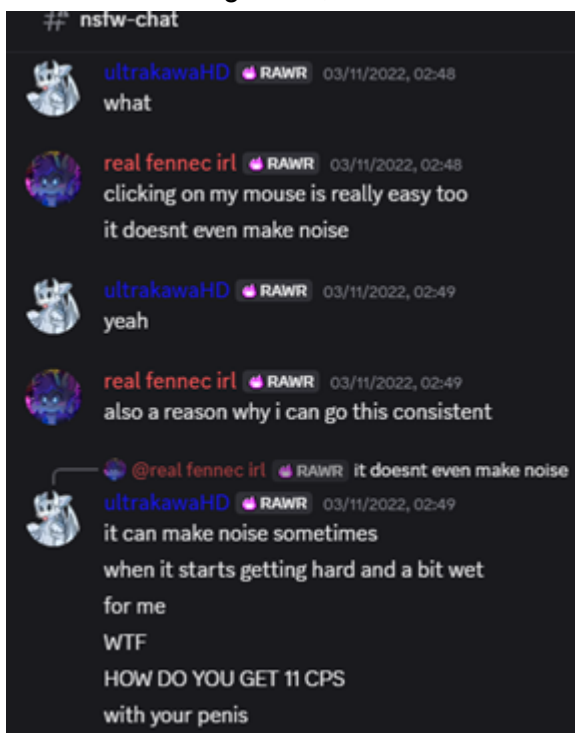 # nsfw-chat
ultrakawaHD RAWR 03/11/2022, 02:48
what
real fennec irl RAWR 03/11/2022, 02:48
clicking on my mouse is really easy too
it doesnt even make noise
ultrakawaHD RAWR 03/11/2022, 02:49
yeah
real fennec irl RAWR 03/11/2022, 02:49
also a reason why i can go this consistent
@real fennec irl RAWR it doesnt even make noise
ultrakawaHD RAWR 03/11/2022, 02:49
it can make noise sometimes
when it starts getting hard and a bit wet
for me
WTF
HOW DO YOU GET 11 CPS
with your penis